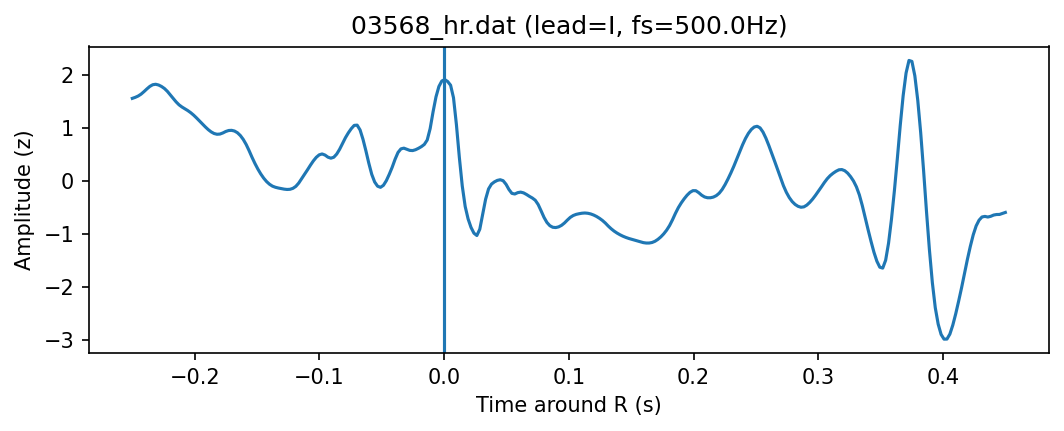 03568_hr.dat (lead=I, fs=500.0Hz)
Amplitude (z)
2
1
0
−1
−2
−3
−0.2 −0.1 0.0 0.1 0.2 0.3 0.4
Time around R (s)